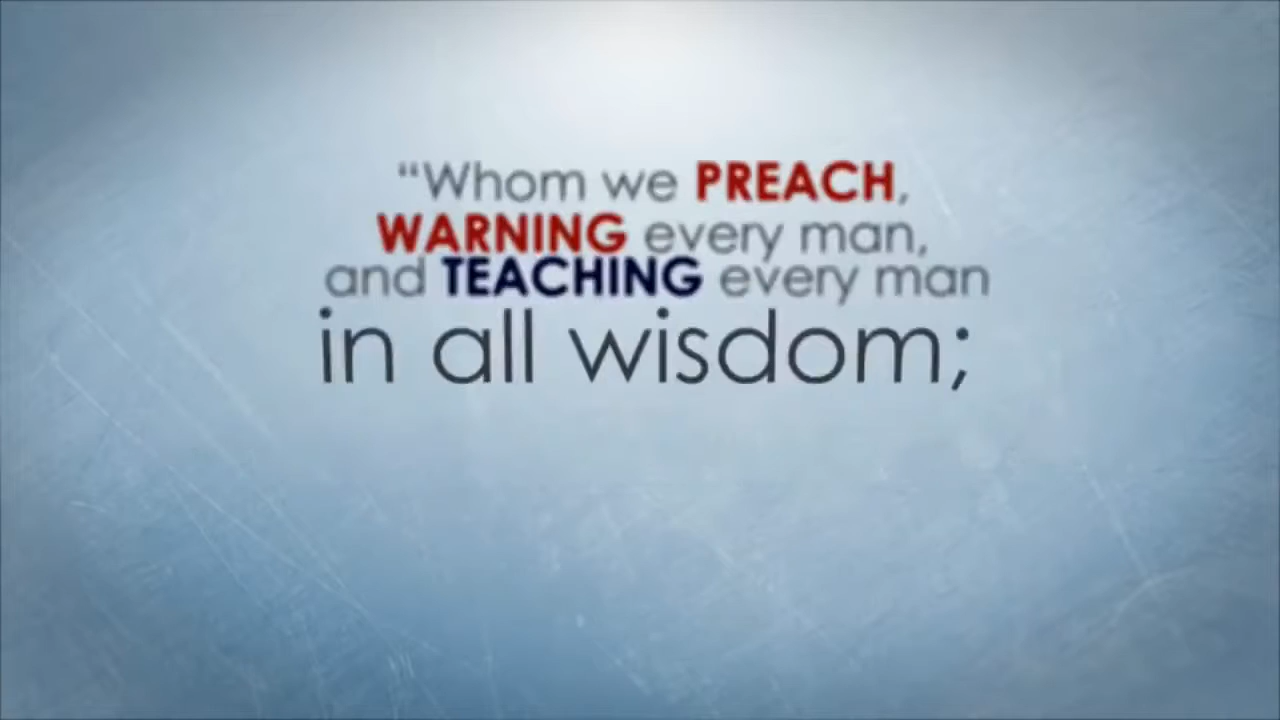 “Whom we PREACH,
WARNING every man,
and TEACHING every man
in all wisdom;